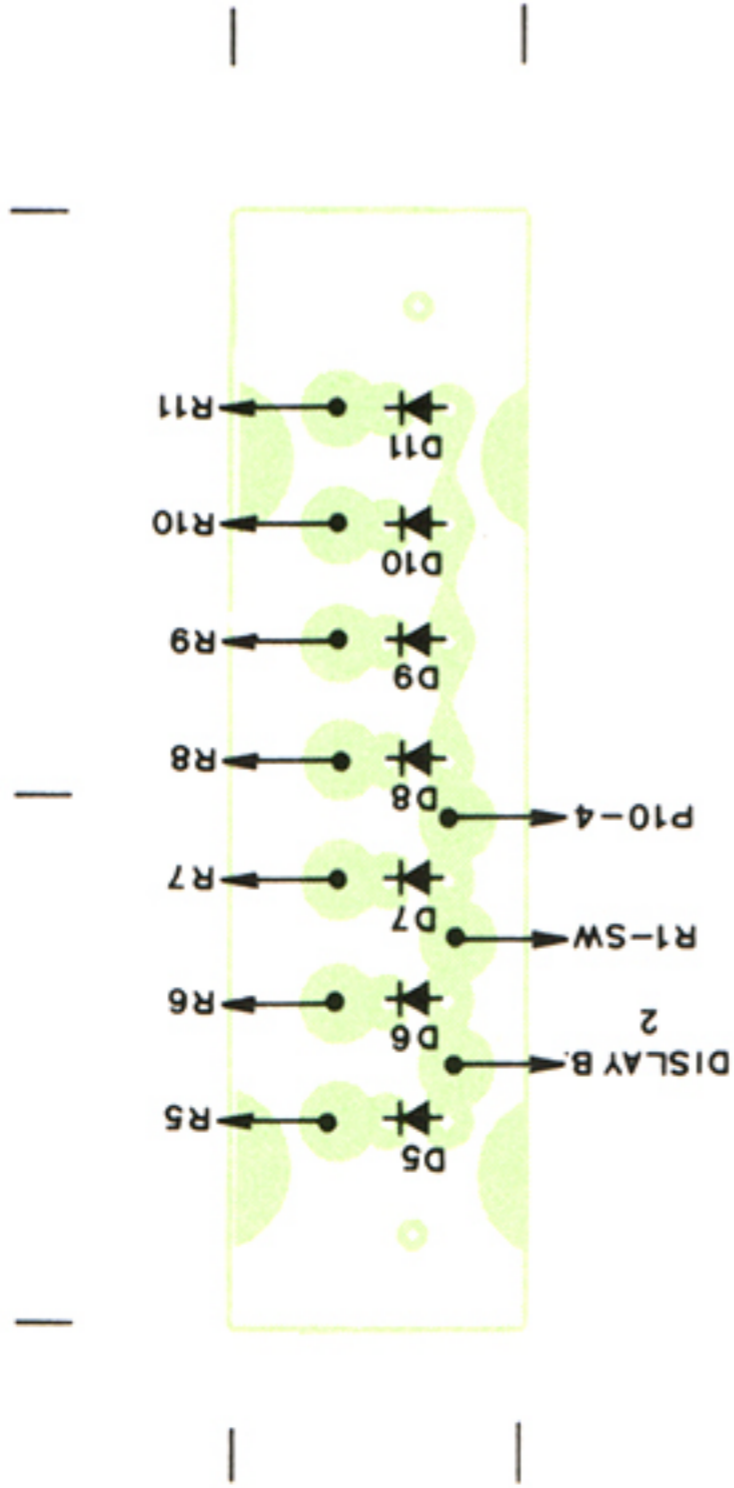 DISLAY B.
2
R1-SW
P10-4
D5
D6
D7
D8
D9
D10
D11
R5
R6
R7
R8
R9
R10
R11